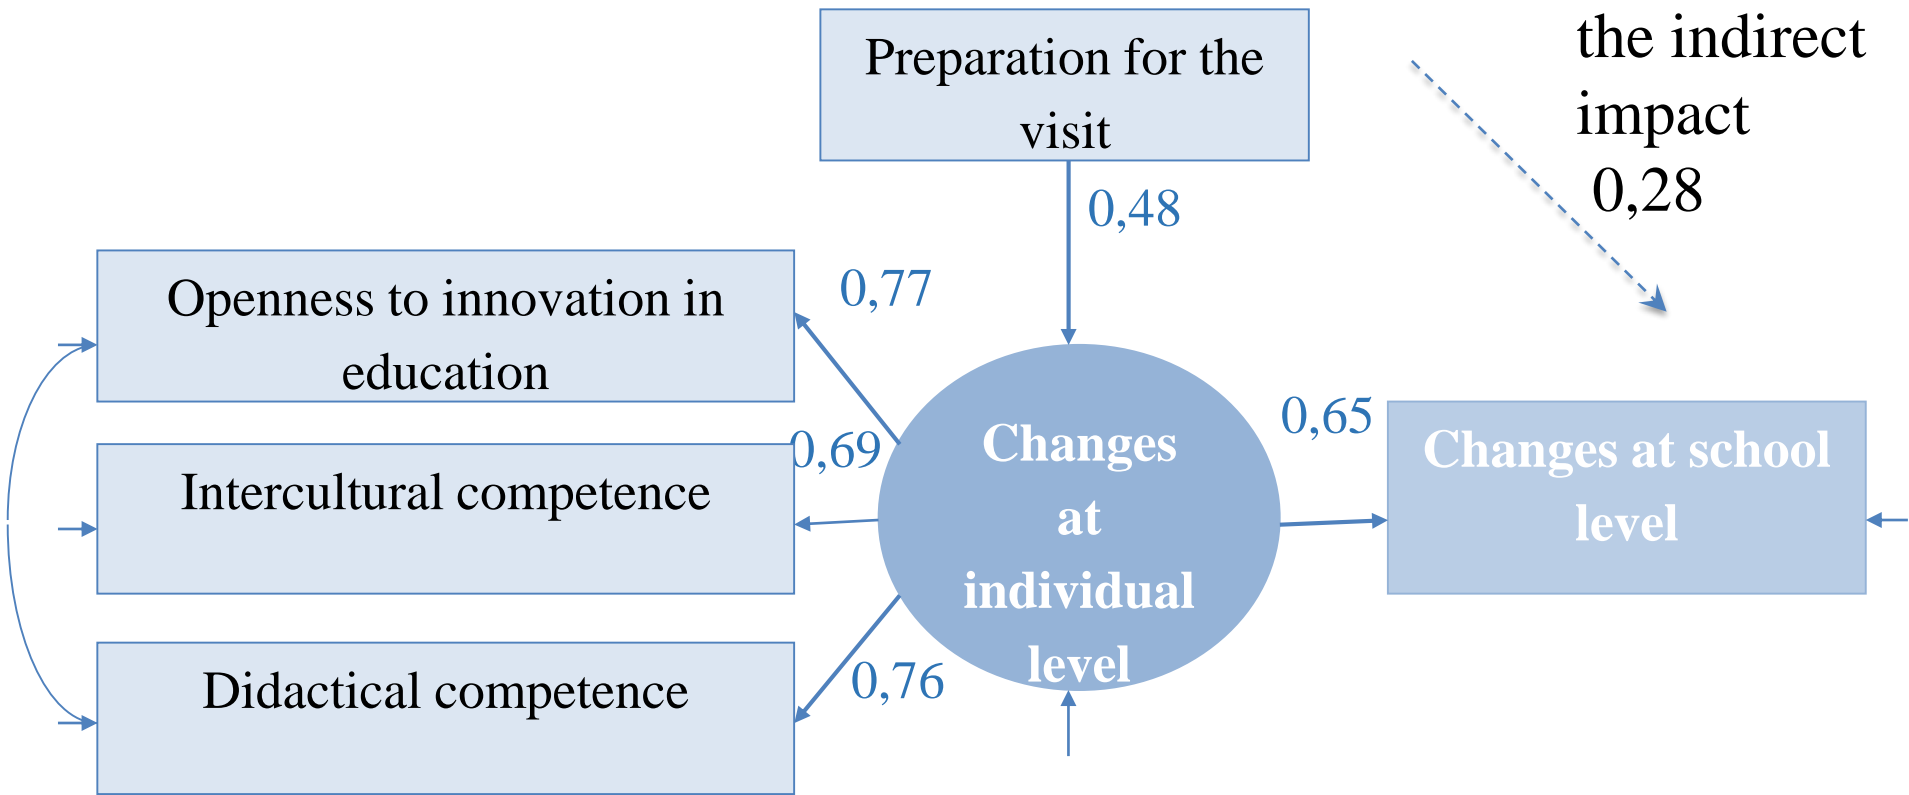 Preparation for the
visit
the indirect
impact
0,28
0,48
0,77
Openness to innovation in
education
0,69
Intercultural competence
0,76
Didactical competence
Changes
at
individual
level
0,65
Changes at school
level